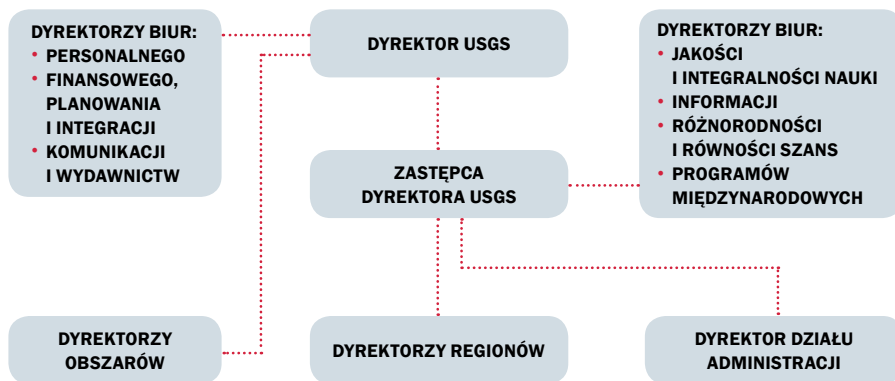 DYREKTORZY BIUR:
• PERSONALNEGO
• FINANSOWEGO,
PLANOWANIA
I INTEGRACJI
• KOMUNIKACJI
I WYDAWNICTW
DYREKTOR USGS
DYREKTORZY BIUR:
• JAKOŚCI
I INTEGRALNOŚCI NAUKI
• INFORMACJI
• RÓŻNORODNOŚCI
I RÓWNOŚCI SZANS
• PROGRAMÓW
MIĘDZYNARODOWYCH
ZASTĘPCA
DYREKTORA USGS
DYREKTORZY
OBSZARÓW
DYREKTORZY REGIONÓW
DYREKTOR DZIAŁU
ADMINISTRACJI